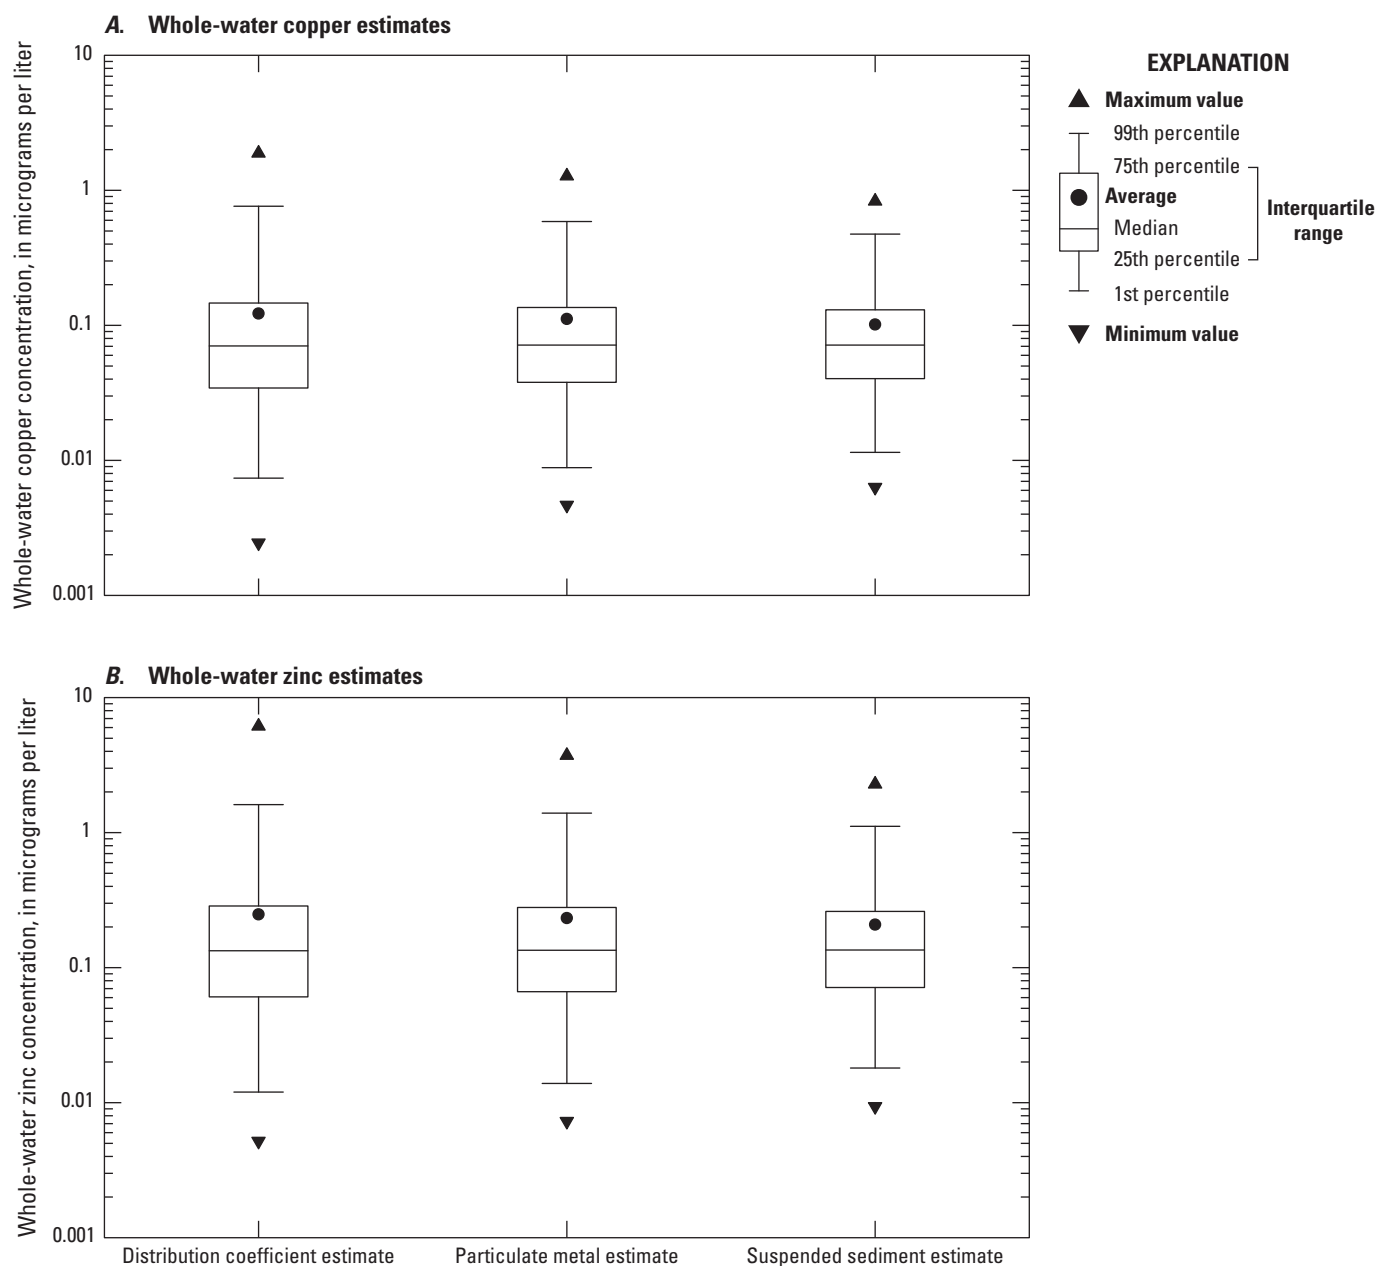 A. Whole-water copper estimates
Whole-water copper concentration, in micrograms per liter
10
1
0.1
0.01
0.001
EXPLANATION
Maximum value
99th percentile
75th percentile
Average
Median
25th percentile
1st percentile
Interquartile
range
Minimum value
B. Whole-water zinc estimates
Whole-water zinc concentration, in micrograms per liter
10
1
0.1
0.01
0.001
Distribution coefficient estimate
Particulate metal estimate
Suspended sediment estimate